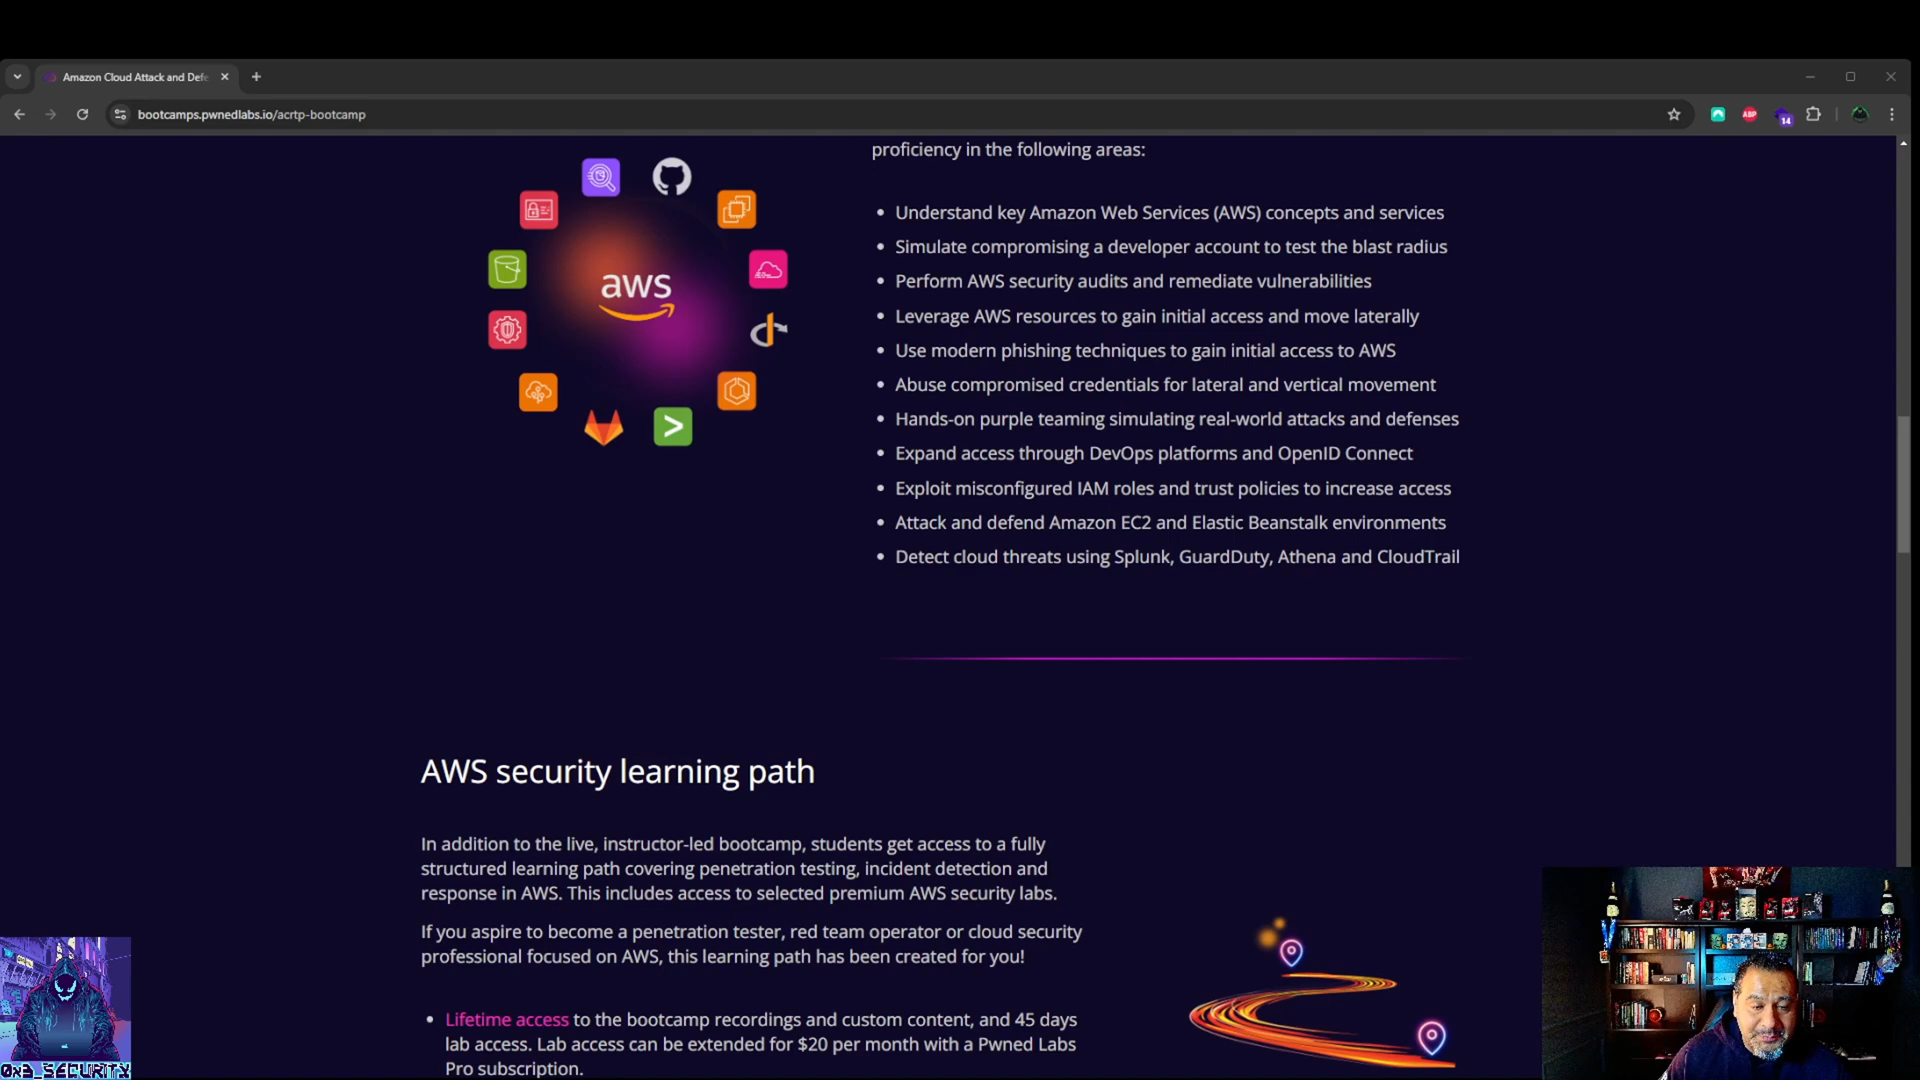 Amazon Cloud Attack and Defe
bootcamps.pwnedlabs.io/acrtp-bootcamp
ABP
14
proficiency in the following areas:
aws
• Understand key Amazon Web Services (AWS) concepts and services
• Simulate compromising a developer account to test the blast radius
• Perform AWS security audits and remediate vulnerabilities
• Leverage AWS resources to gain initial access and move laterally
• Use modern phishing techniques to gain initial access to AWS
• Abuse compromised credentials for lateral and vertical movement
• Hands-on purple teaming simulating real-world attacks and defenses
• Expand access through DevOps platforms and OpenID Connect
• Exploit misconfigured IAM roles and trust policies to increase access
• Attack and defend Amazon EC2 and Elastic Beanstalk environments
• Detect cloud threats using Splunk, GuardDuty, Athena and CloudTrail
AWS security learning path
In addition to the live, instructor-led bootcamp, students get access to a fully
structured learning path covering penetration testing, incident detection and
response in AWS. This includes access to selected premium AWS security labs.
If you aspire to become a penetration tester, red team operator or cloud security
professional focused on AWS, this learning path has been created for you!
• Lifetime access to the bootcamp recordings and custom content, and 45 days
lab access. Lab access can be extended for $20 per month with a Pwned Labs
Pro subscription.
0x3_SECURITY